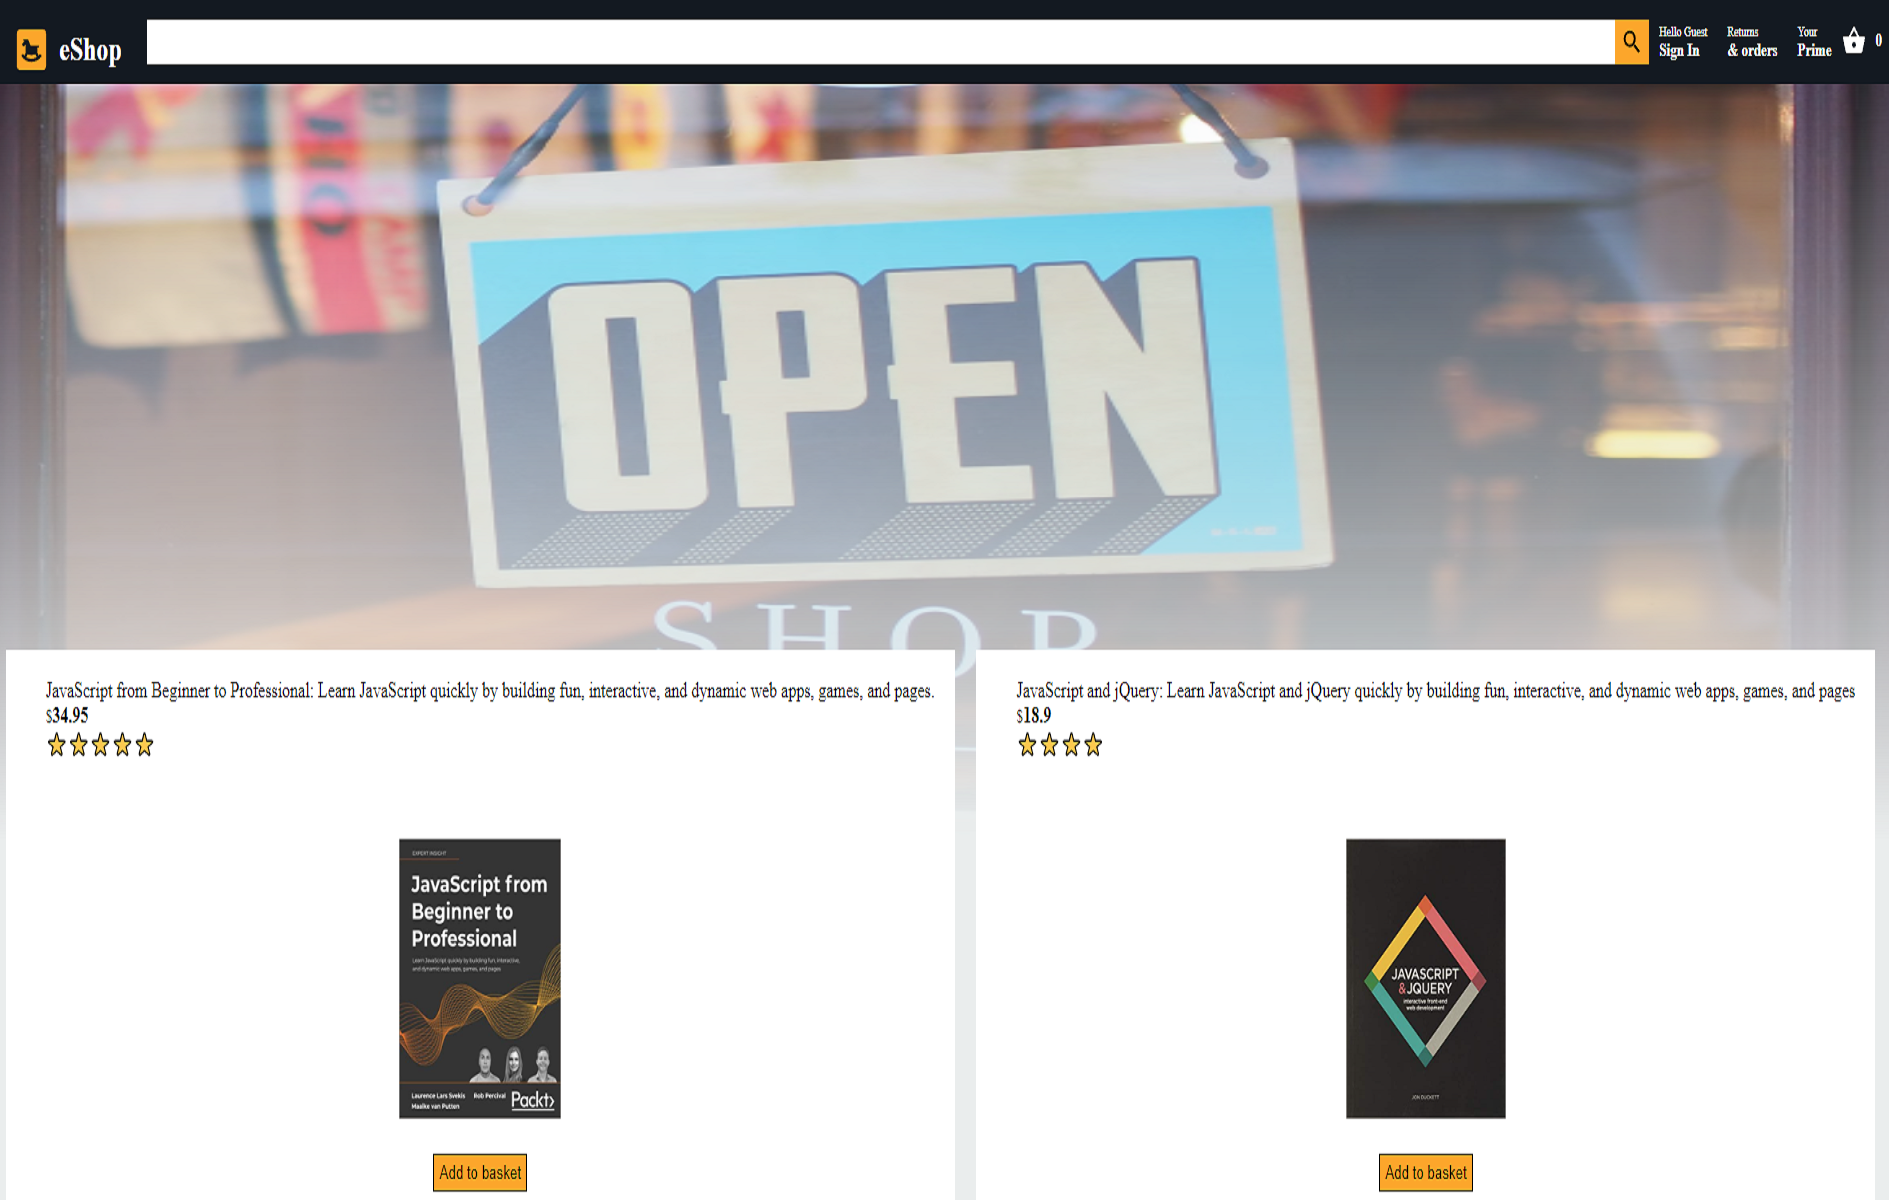 eShop
Hello Guest
Sign In
Returns
& orders
Your
Prime
0
OPEN
SHOP
JavaScript from Beginner to Professional: Learn JavaScript quickly by building fun, interactive, and dynamic web apps, games, and pages.
$34.95
JavaScript and jQuery: Learn JavaScript and jQuery quickly by building fun, interactive, and dynamic web apps, games, and pages
$18.9
EXPERT INSIGHT
JavaScript from
Beginner to
Professional
Learn JavaScript quickly by building fun, interactive,
and dynamic web apps, games, and pages
Laurence Lars Svekis
Rob Percival
Maaike van Putten
Packt>
JAVASCRIPT
&JQUERY
interactive front-end
web development
JON DUCKETT
Add to basket
Add to basket